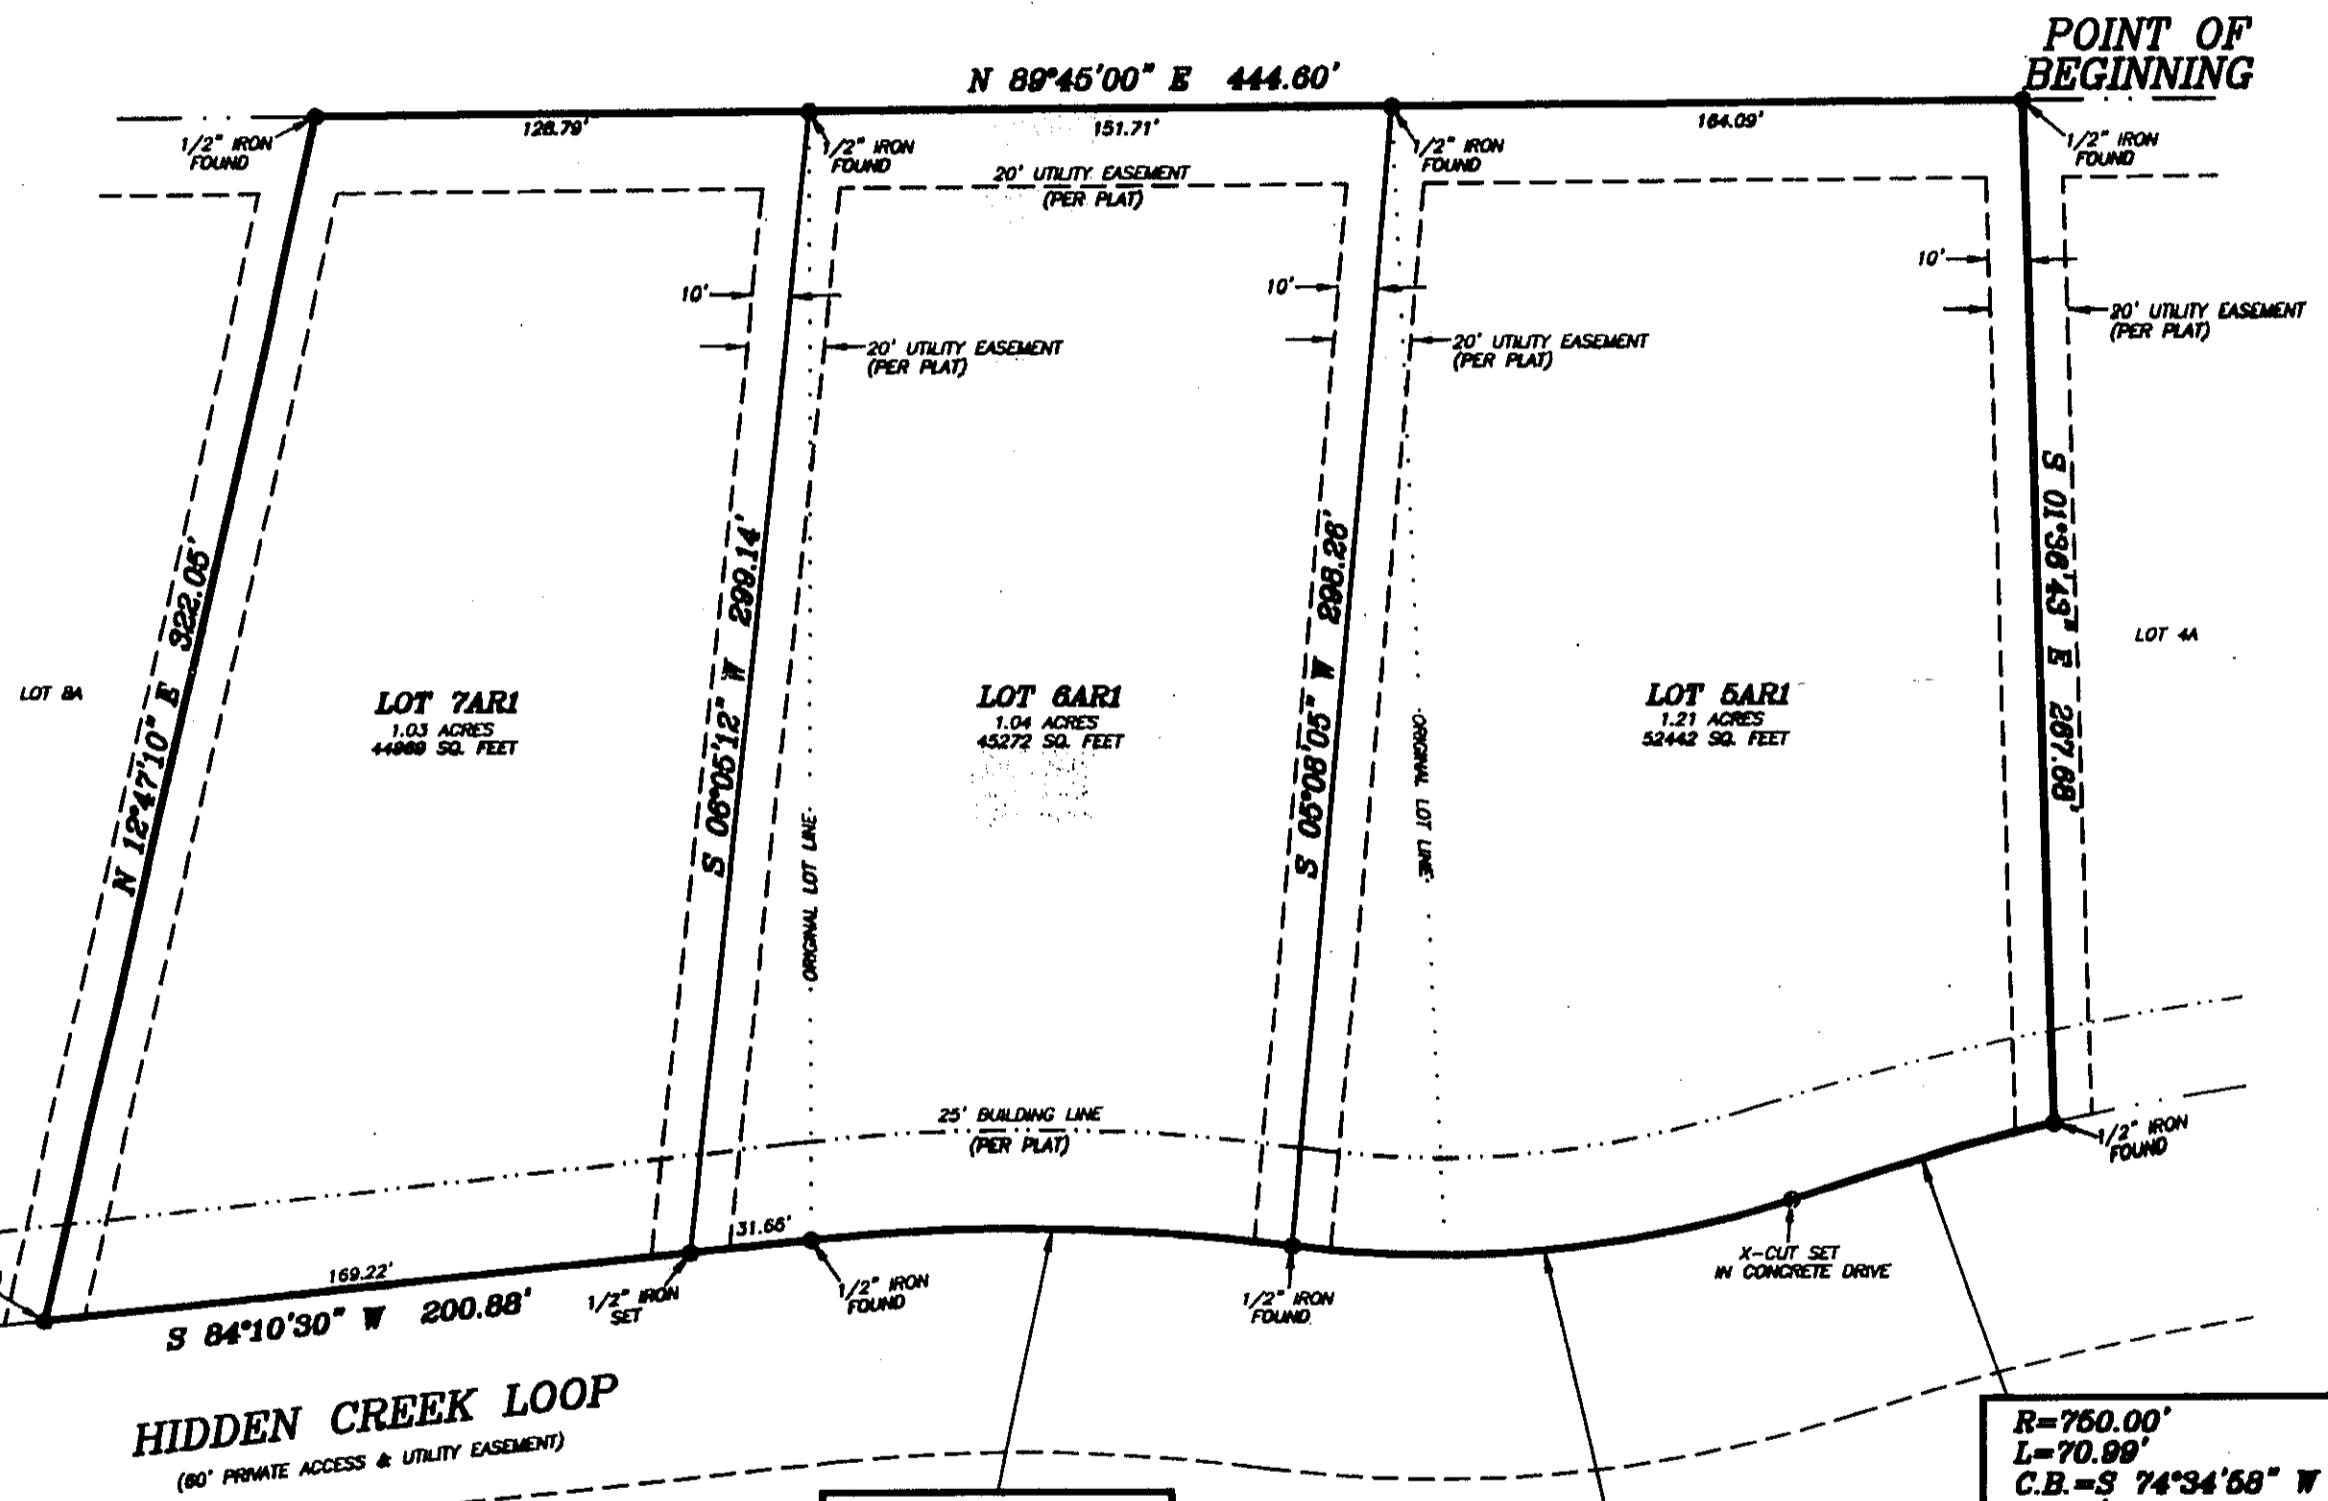 POINT OF
BEGINNING
N 89°45'00" E 444.60'
128.79'
151.71'
164.09'
1/2" IRON
FOUND
1/2" IRON
FOUND
1/2" IRON
FOUND
1/2" IRON
FOUND
20' UTILITY EASEMENT
(PER PLAT)
10'
10'
10'
20' UTILITY EASEMENT
(PER PLAT)
20' UTILITY EASEMENT
(PER PLAT)
20' UTILITY EASEMENT
(PER PLAT)
N 12°47'10" E 322.05'
S 06°05'12" W 299.14'
S 05°08'05" W 298.26'
S 01°36'43" E 267.68'
LOT 8A
LOT 7AR1
1.03 ACRES
SQ. FEET
LOT 6AR1
1.04 ACRES
45272 SQ. FEET
LOT 5AR1
1.21 ACRES
52442 SQ. FEET
LOT 4A
ORIGINAL LOT LINE
ORIGINAL LOT LINE
25' BUILDING LINE
(PER PLAT)
169.22'
31.66'
S 84°10'30" W 200.88'
1/2" IRON
SET
1/2" IRON
FOUND
1/2" IRON
FOUND
X-CUT SET
IN CONCRETE DRIVE
1/2" IRON
FOUND
HIDDEN CREEK LOOP
(60' PRIVATE ACCESS & UTILITY EASEMENT)
R=750.00'
L=70.99'
C.B.=S 74°34'58" W